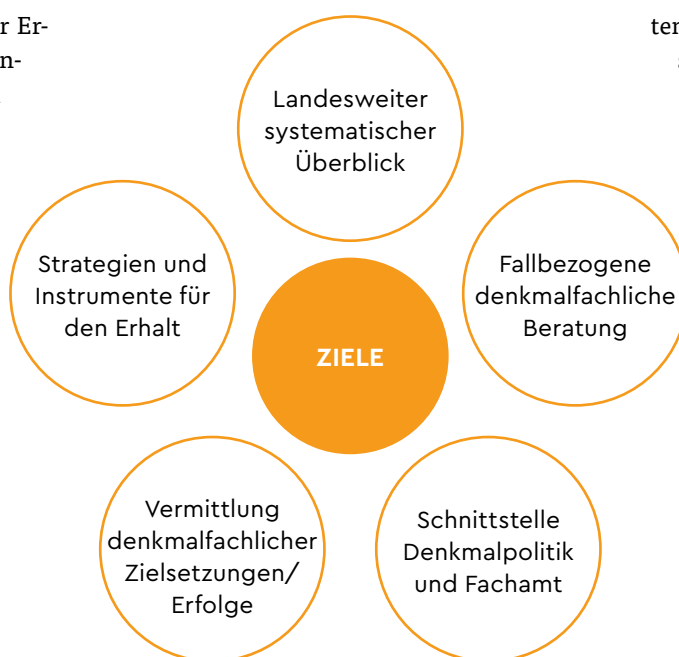 r Er-
n-
ter
s
Landesweiter
systematischer
Überblick
Strategien und
Instrumente für
den Erhalt
Fallbezogene
denkmalfachliche
Beratung
ZIELE
Vermittlung
denkmalfachlicher
Zielsetzungen/
Erfolge
Schnittstelle
Denkmalpolitik
und Fachamt